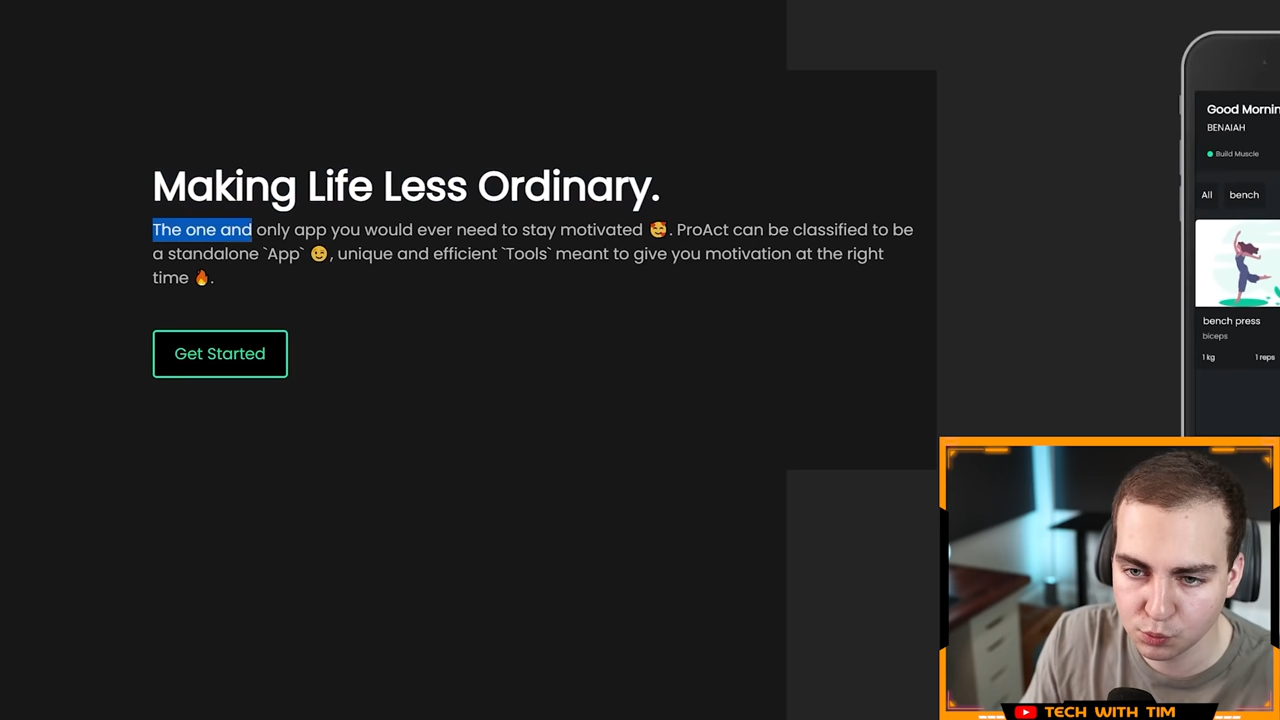 Making Life Less Ordinary.
The one and only app you would ever need to stay motivated 🥰. ProAct can be classified to be
a standalone `App` 😉, unique and efficient `Tools` meant to give you motivation at the right
time 🔥.
Get Started
Good Mornin
BENAIAH
Build Muscle
All bench
bench press
biceps
1 kg 1 reps
TECH WITH TIM